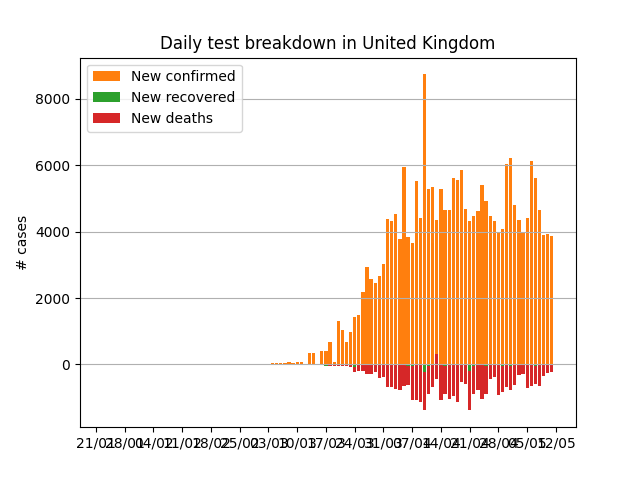 Daily test breakdown in United Kingdom
New confirmed
New recovered
New deaths
8000
6000
4000
2000
0
# cases
21/01 28/01 04/02 11/02 18/02 25/02 03/03 10/03 17/03 24/03 31/03 07/04 14/04 21/04 28/04 05/05 12/05